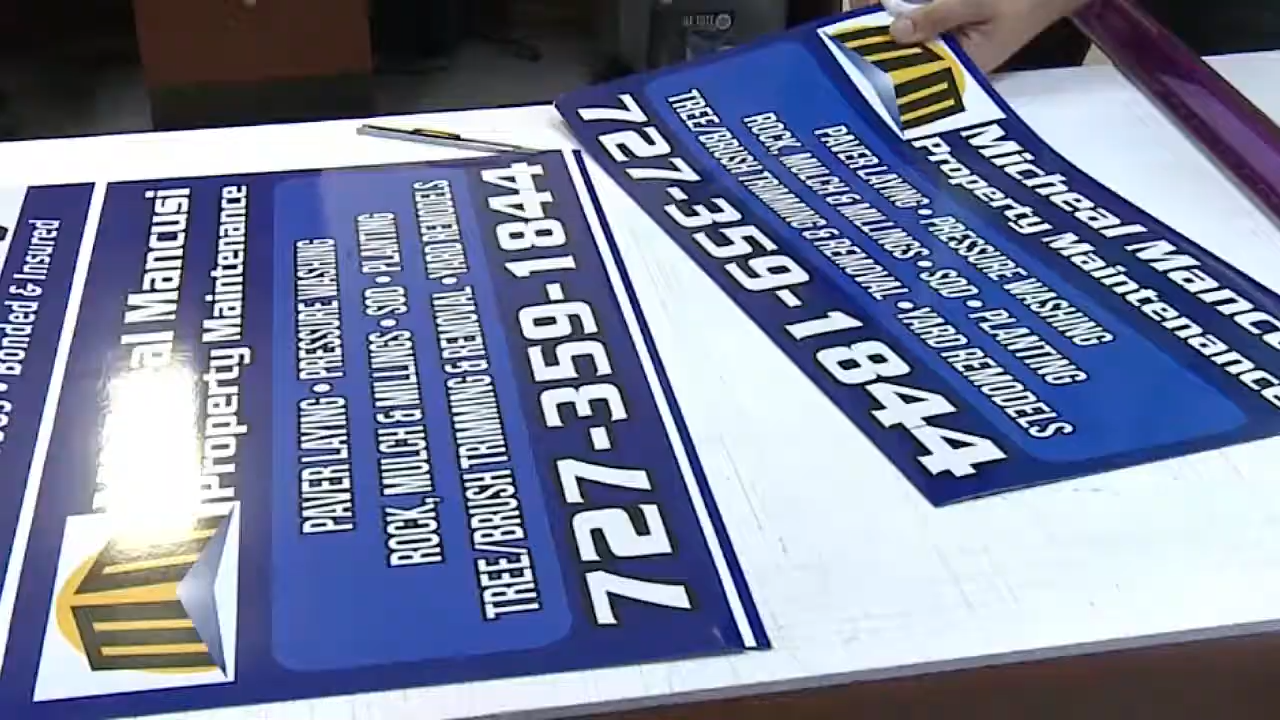 Bonded & Insured
al Mancusi
Property Maintenance
PAVER LAYING • PRESSURE WASHING
ROCK, MULCH & MILLINGS • SOD • PLANTING
TREE/BRUSH TRIMMING & REMOVAL • YARD REMODELS
727-359-1844
Micheal Mancu
Property Maintenance
PAVER LAYING • PRESSURE WASHING
ROCK, MULCH & MILLINGS • SOD • PLANTING
TREE/BRUSH TRIMMING & REMOVAL • YARD REMODELS
727-359-1844